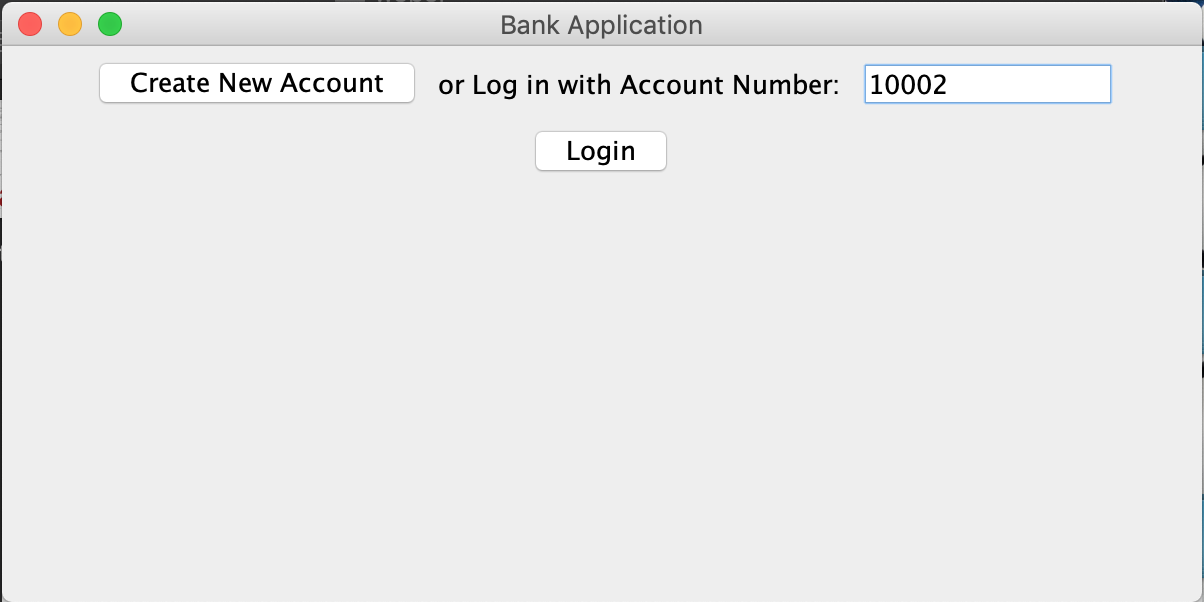 Bank Application
Create New Account or Log in with Account Number: 10002
Login